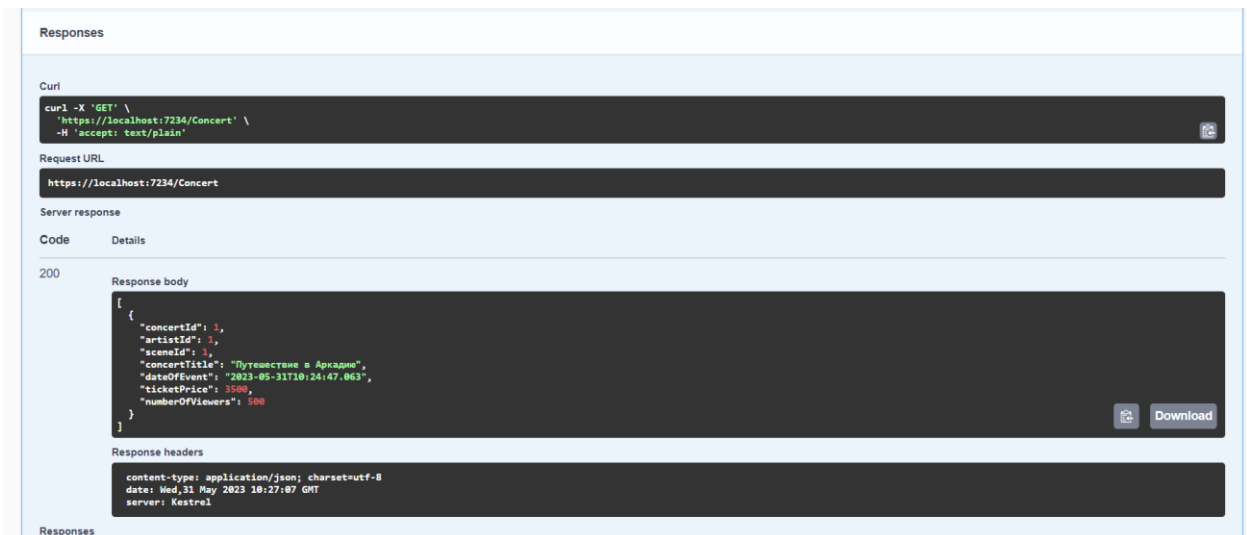 Responses
Curl
curl -X 'GET' \
'https://localhost:7234/Concert' \
-H 'accept: text/plain'
Request URL
https://localhost:7234/Concert
Server response
Code Details
200
Response body
[
{
"concertId": 1,
"artistId": 1,
"sceneId": 1,
"concertTitle": "Путешествие в Аркадию",
"dateOfEvent": "2023-05-31T10:24:47.063",
"ticketPrice": 3500,
"numberOfViewers": 500
}
]
Download
Response headers
content-type: application/json; charset=utf-8
date: Wed,31 May 2023 10:27:07 GMT
server: Kestrel
Responses